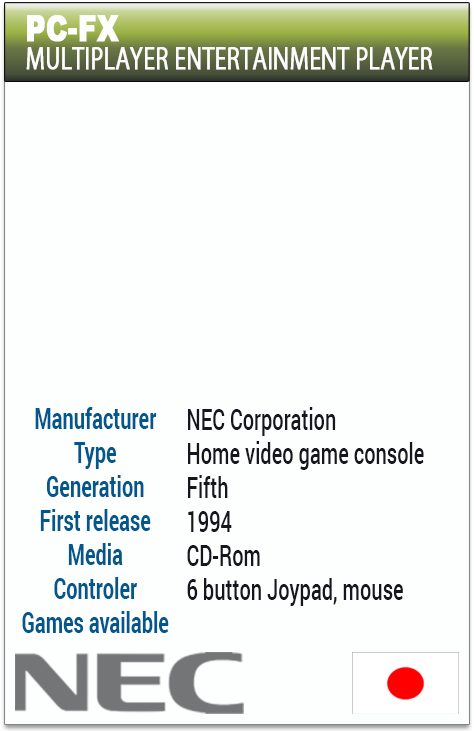 PC-FX
MULTIPLAYER ENTERTAINMENT PLAYER
Manufacturer NEC Corporation
Type Home video game console
Generation Fifth
First release 1994
Media CD-Rom
Controler 6 button Joypad, mouse
Games available
NEC